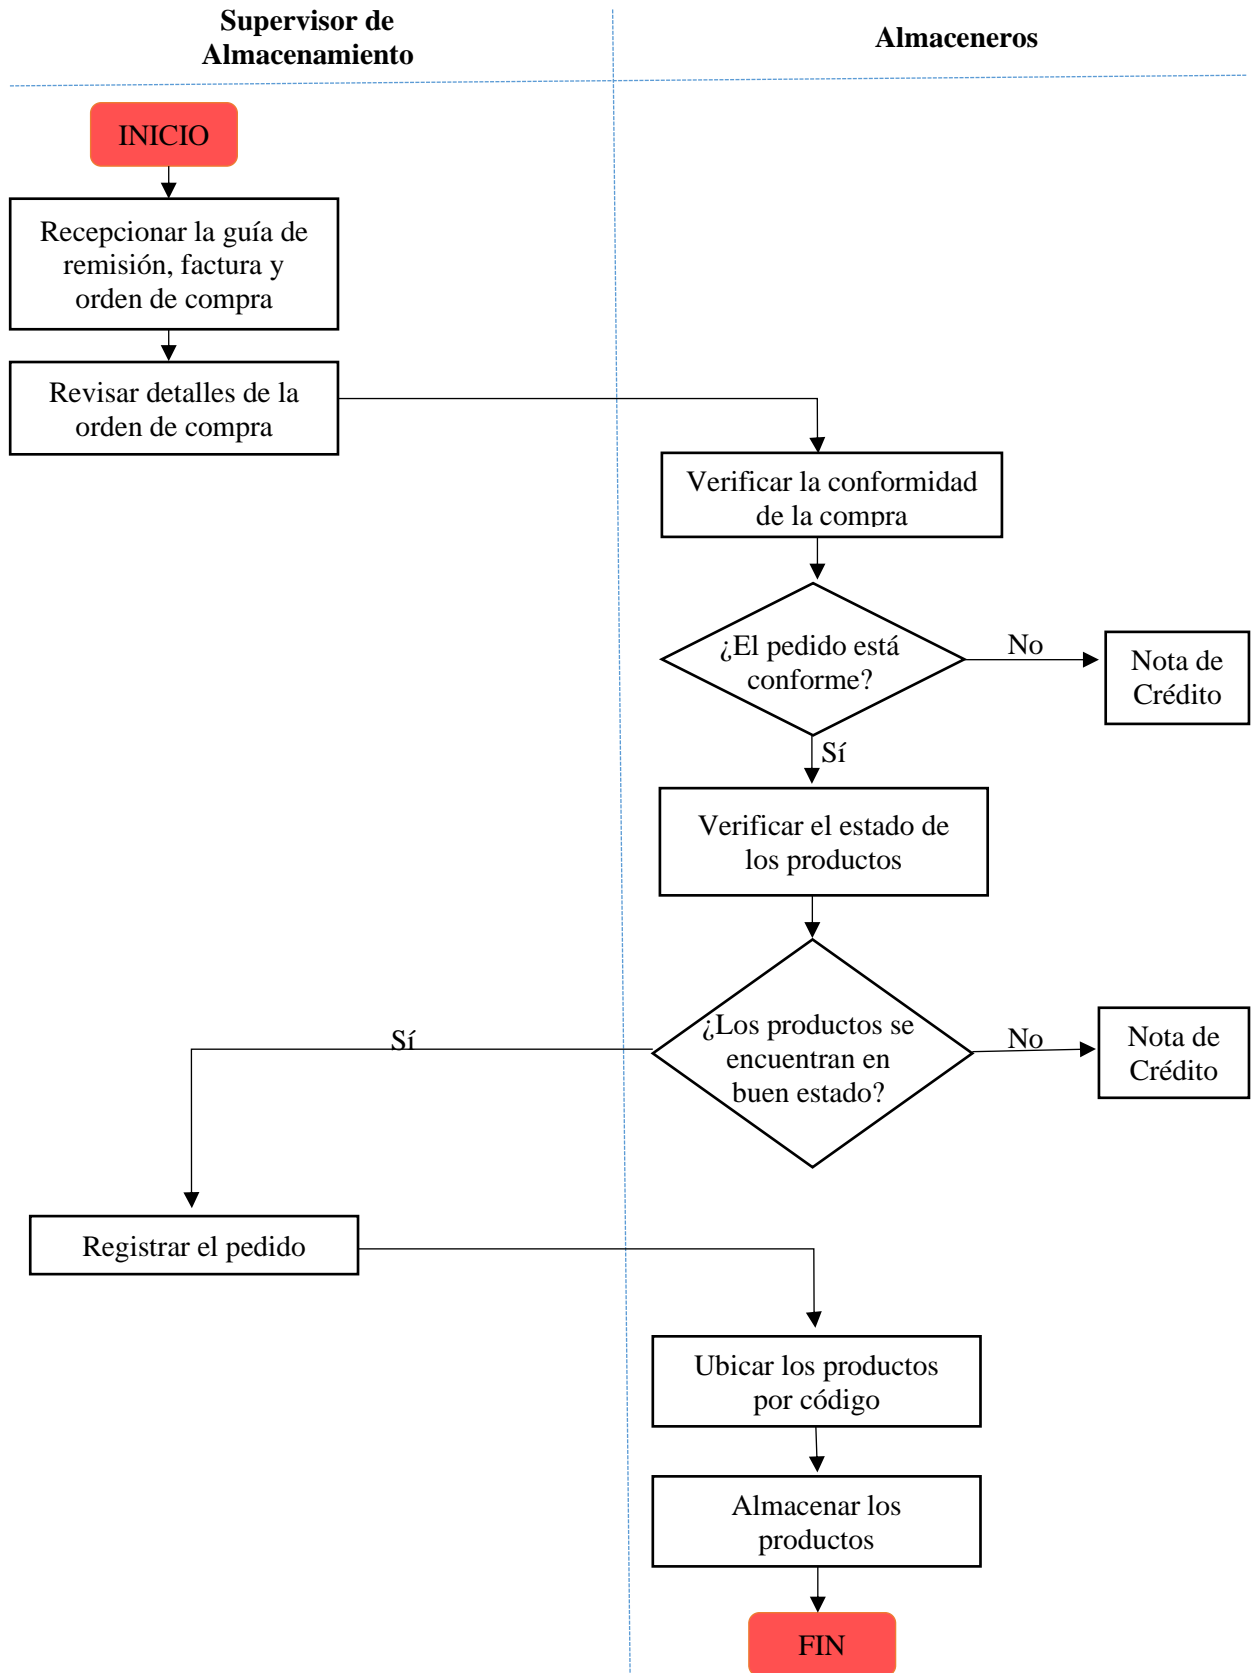 Supervisor de
Almacenamiento
Almaceneros
INICIO
Recepcionar la guía de
remisión, factura y
orden de compra
Revisar detalles de la
orden de compra
Verificar la conformidad
de la compra
¿El pedido está
conforme?
No
Nota de
Crédito
Sí
Verificar el estado de
los productos
¿Los productos se
encuentran en
buen estado?
Sí
No
Nota de
Crédito
Registrar el pedido
Ubicar los productos
por código
Almacenar los
productos
FIN